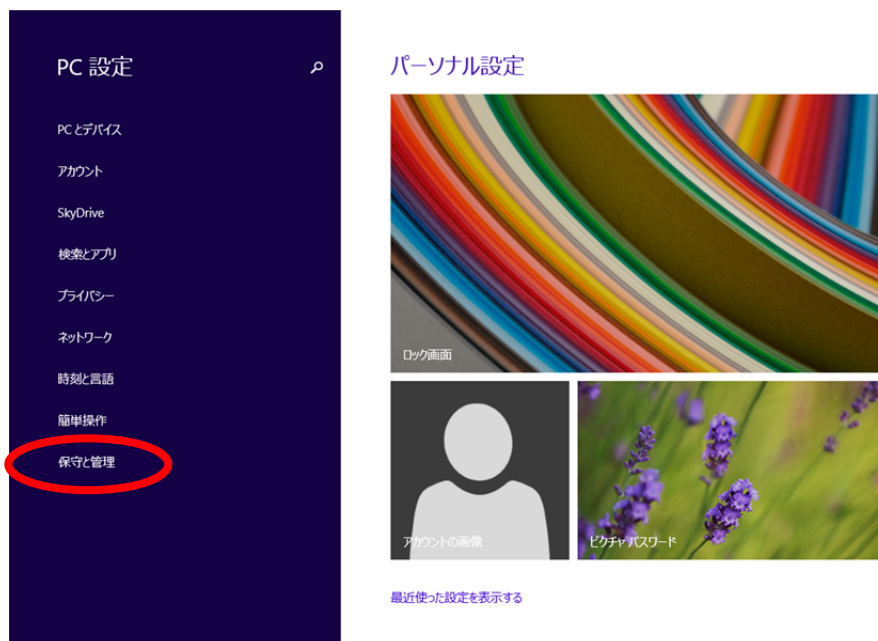 PC 設定
PC とデバイス
アカウント
SkyDrive
検索とアプリ
プライバシー
ネットワーク
時刻と言語
簡単操作
保守と管理
パーソナル設定
ロック画面
アカウントの画像
ピクチャ パスワード
最近使った設定を表示する